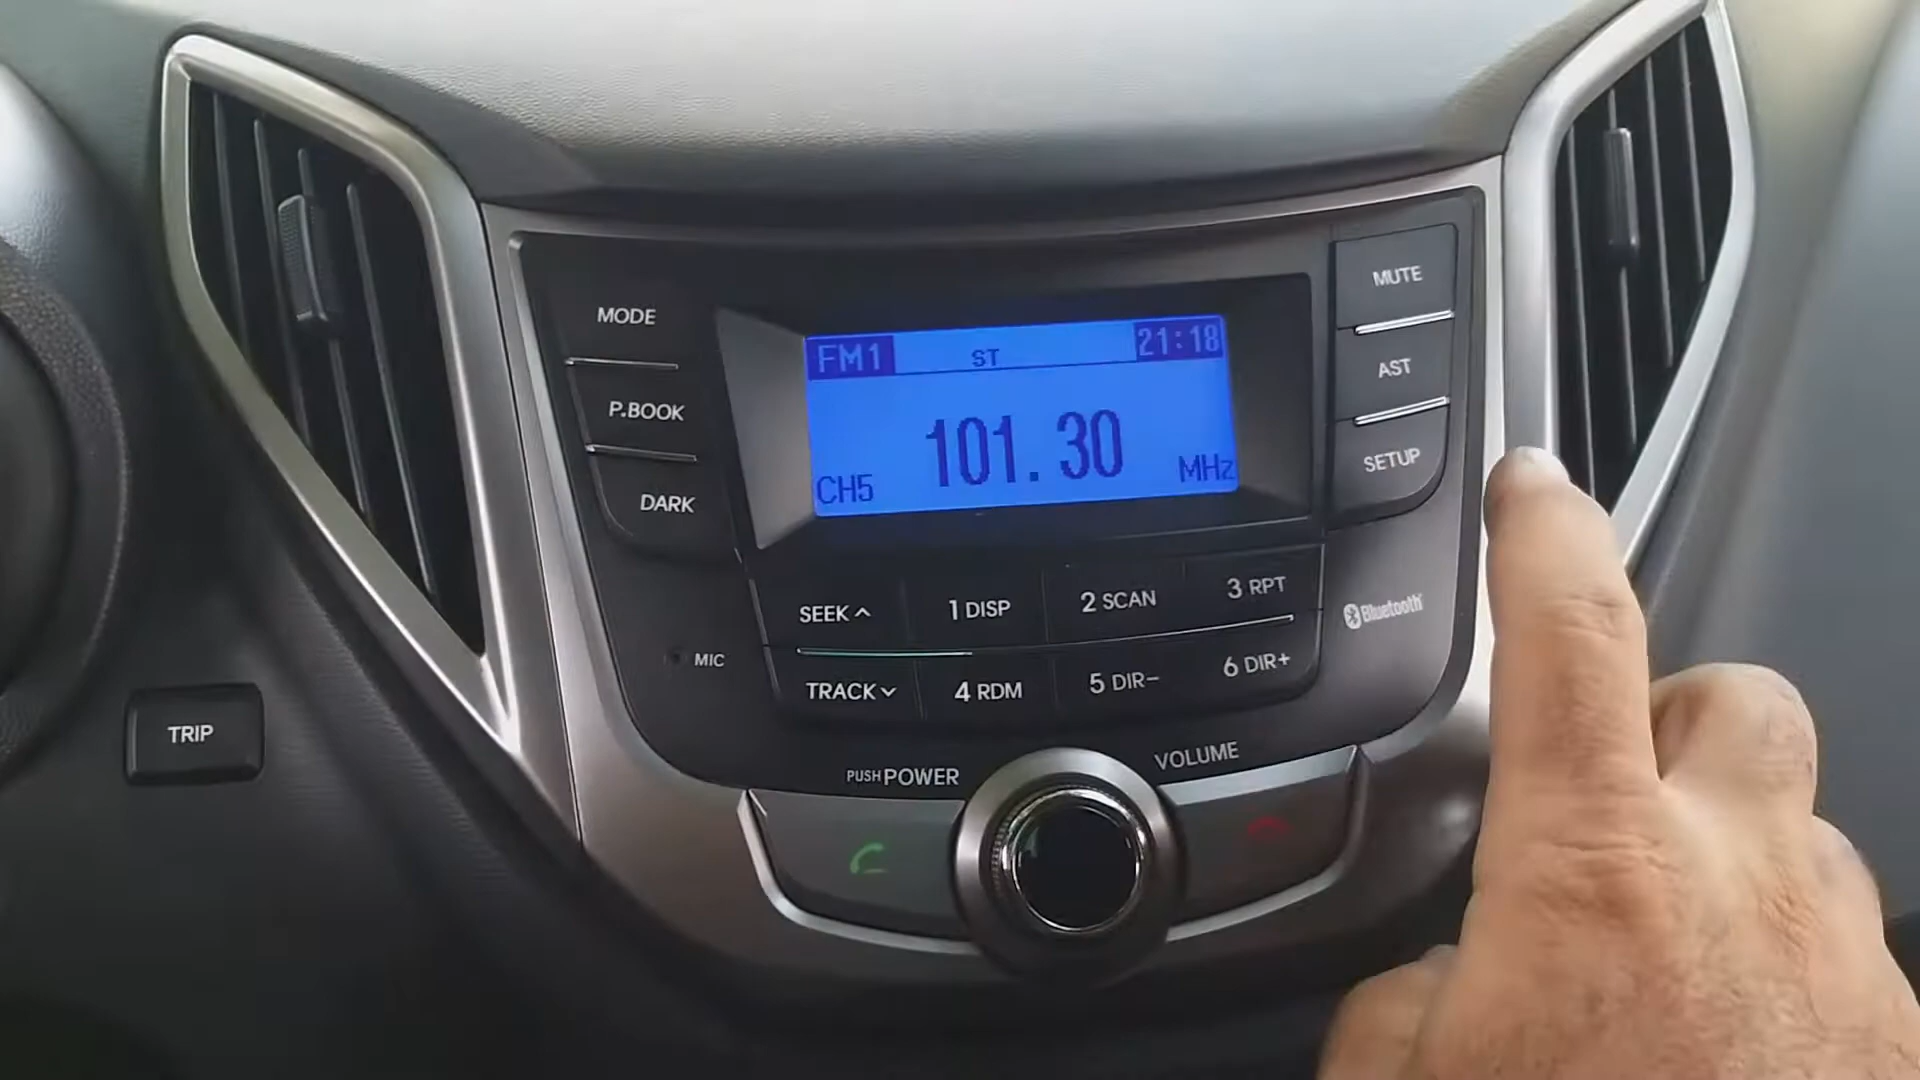 MODE
P.BOOK
DARK
FM1 ST 21:18
101.30
CH5 MHz
MUTE
AST
SETUP
SEEK 1 DISP 2 SCAN 3 RPT
TRACK 4 RDM 5 DIR− 6 DIR+
MIC
Bluetooth
TRIP
PUSH POWER
VOLUME